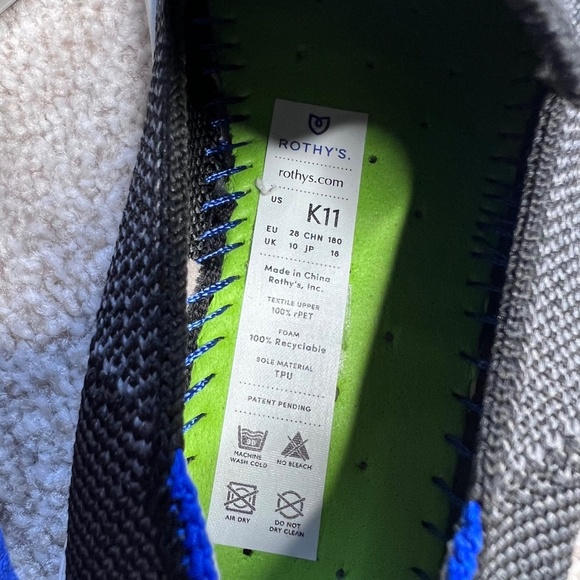 ROTHY'S.
rothys.com
US K11
EU 28 CHN 180
UK 10 JP 18
Made in China
Rothy's, Inc.
TEXTILE UPPER
100% rPET
FOAM
100% Recyclable
SOLE MATERIAL
TPU
PATENT PENDING
30
MACHINE WASH COLD
NO BLEACH
AIR DRY
DO NOT DRY CLEAN